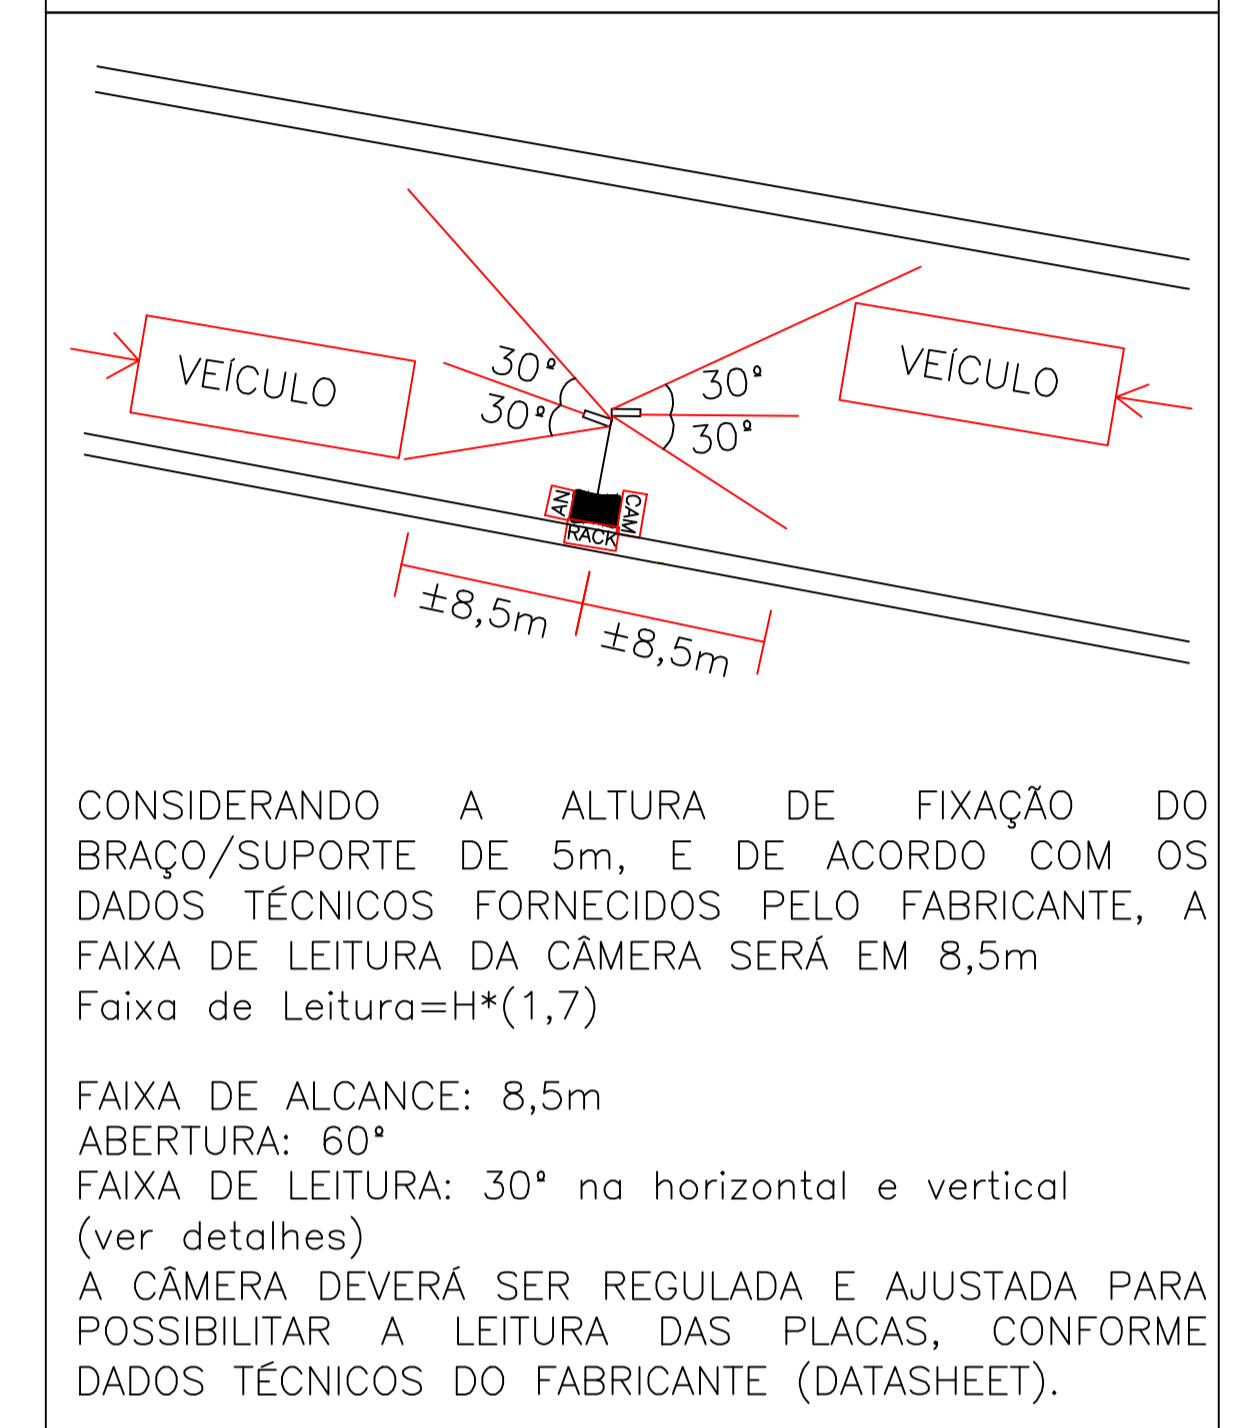 VEÍCULO
VEÍCULO
30º
30º
30º
30º
AN
CAM
RACK
±8,5m
±8,5m
CONSIDERANDO A ALTURA DE FIXAÇÃO DO
BRAÇO/SUPORTE DE 5m, E DE ACORDO COM OS
DADOS TÉCNICOS FORNECIDOS PELO FABRICANTE, A
FAIXA DE LEITURA DA CÂMERA SERÁ EM 8,5m
Faixa de Leitura=H*(1,7)
FAIXA DE ALCANCE: 8,5m
ABERTURA: 60º
FAIXA DE LEITURA: 30º na horizontal e vertical
(ver detalhes)
A CÂMERA DEVERÁ SER REGULADA E AJUSTADA PARA
POSSIBILITAR A LEITURA DAS PLACAS, CONFORME
DADOS TÉCNICOS DO FABRICANTE (DATASHEET).